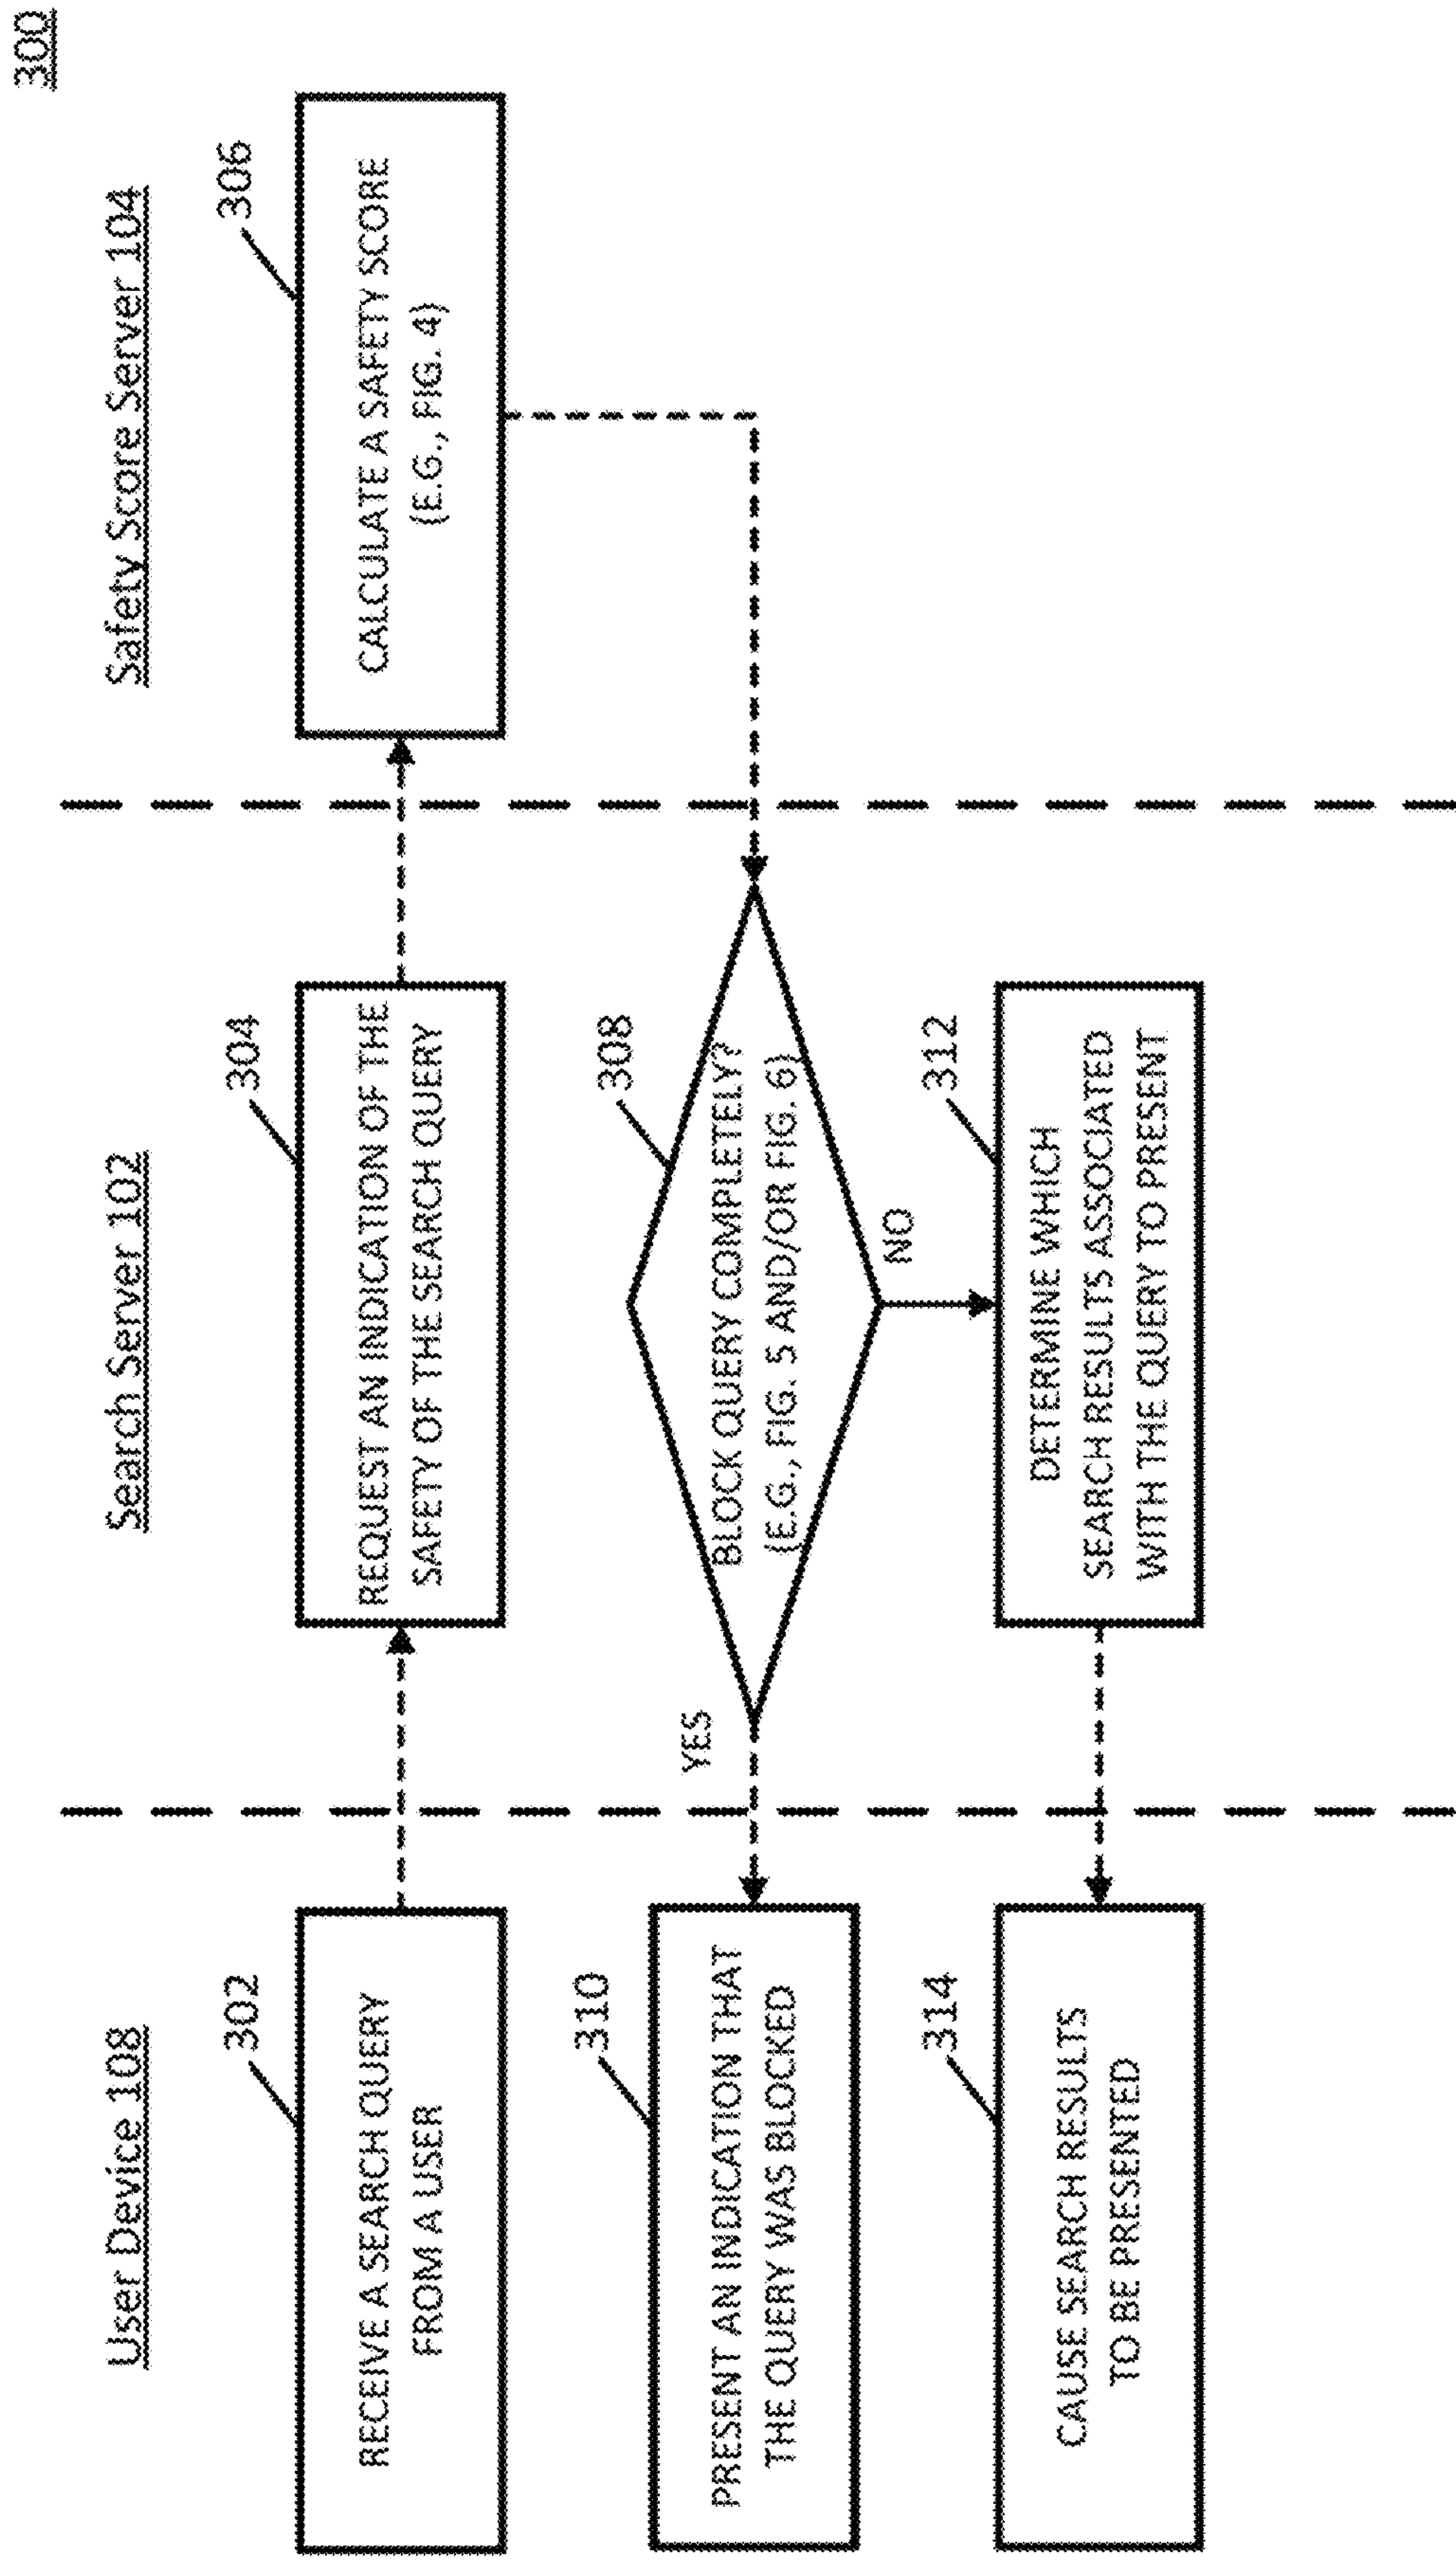 300
User Device 108
Search Server 102
Safety Score Server 104
302
RECEIVE A SEARCH QUERY
FROM A USER
304
REQUEST AN INDICATION OF THE
SAFETY OF THE SEARCH QUERY
306
CALCULATE A SAFETY SCORE
(E.G., FIG. 4)
308
BLOCK QUERY COMPLETELY?
(E.G., FIG. 5 AND/OR FIG. 6)
YES
NO
310
PRESENT AN INDICATION THAT
THE QUERY WAS BLOCKED
312
DETERMINE WHICH
SEARCH RESULTS ASSOCIATED
WITH THE QUERY TO PRESENT
314
CAUSE SEARCH RESULTS
TO BE PRESENTED